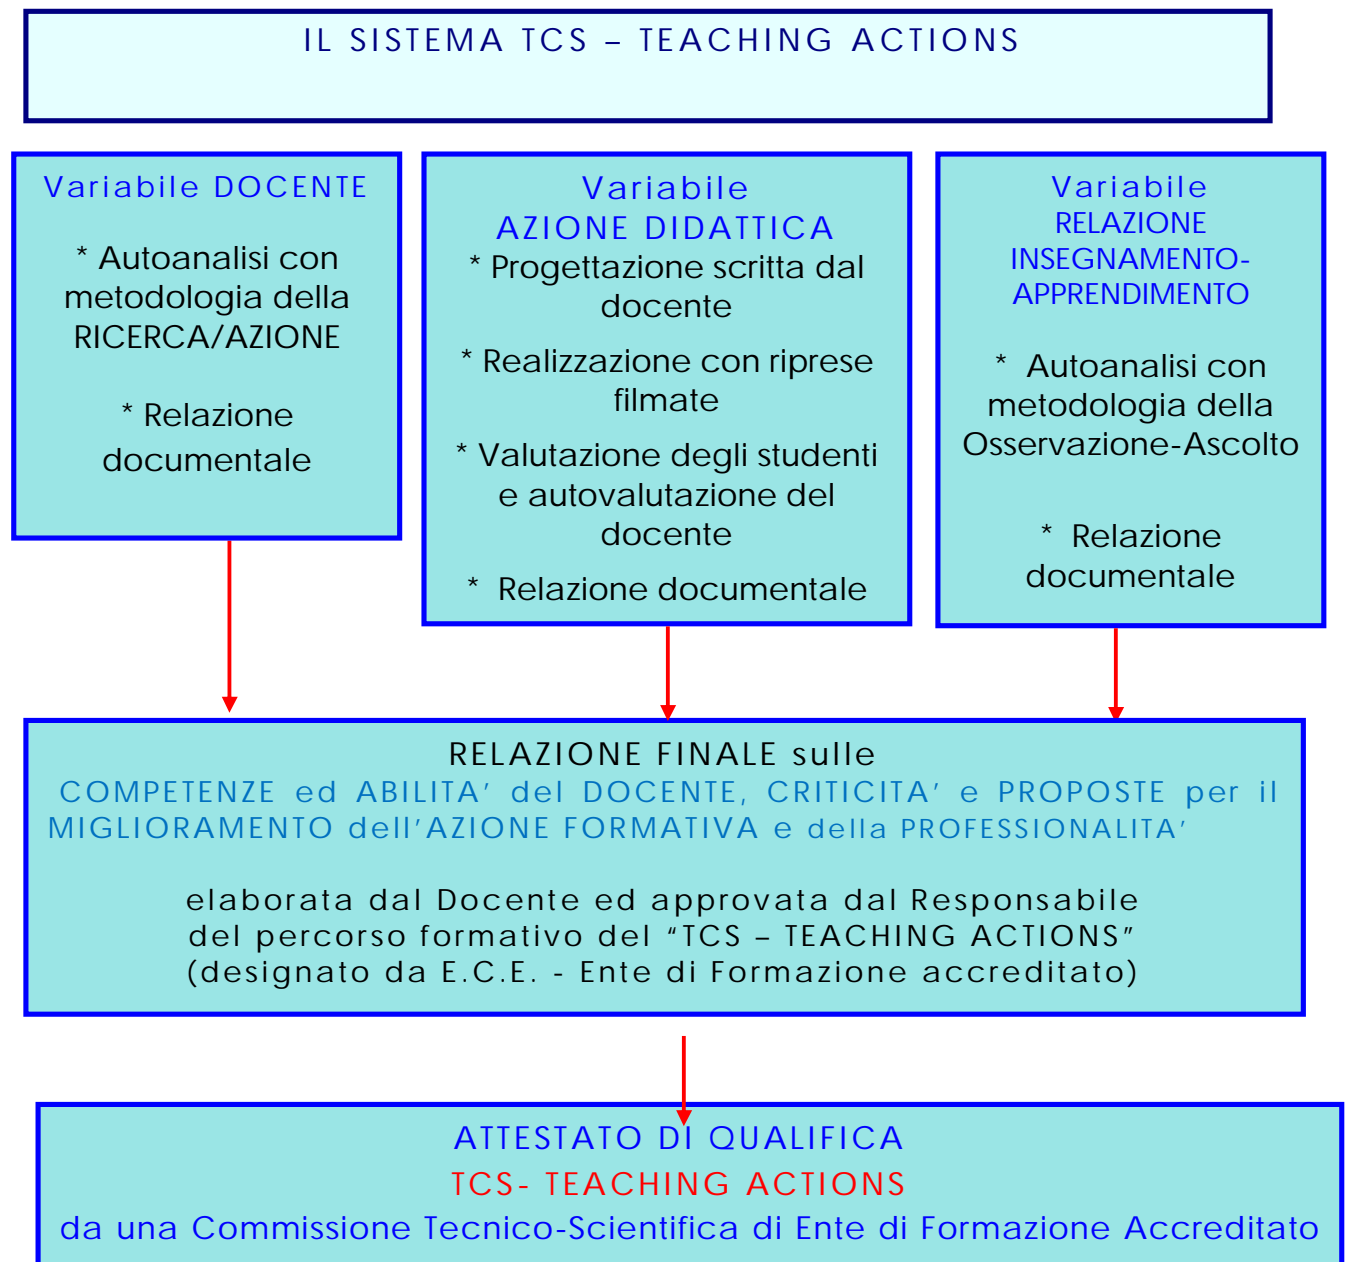 IL SISTEMA TCS – TEACHING ACTIONS
Variabile DOCENTE
* Autoanalisi con
metodologia della
RICERCA/AZIONE
* Relazione
documentale
Variabile
AZIONE DIDATTICA
* Progettazione scritta dal
docente
* Realizzazione con riprese
filmate
* Valutazione degli studenti
e autovalutazione del
docente
* Relazione documentale
Variabile
RELAZIONE
INSEGNAMENTO-
APPRENDIMENTO
* Autoanalisi con
metodologia della
Osservazione-Ascolto
* Relazione
documentale
RELAZIONE FINALE sulle
COMPETENZE ed ABILITA’ del DOCENTE, CRITICITA’ e PROPOSTE per il
MIGLIORAMENTO dell’AZIONE FORMATIVA e della PROFESSIONALITA’
elaborata dal Docente ed approvata dal Responsabile
del percorso formativo del “TCS – TEACHING ACTIONS”
(designato da E.C.E. - Ente di Formazione accreditato)
ATTESTATO DI QUALIFICA
TCS- TEACHING ACTIONS
da una Commissione Tecnico-Scientifica di Ente di Formazione Accreditato